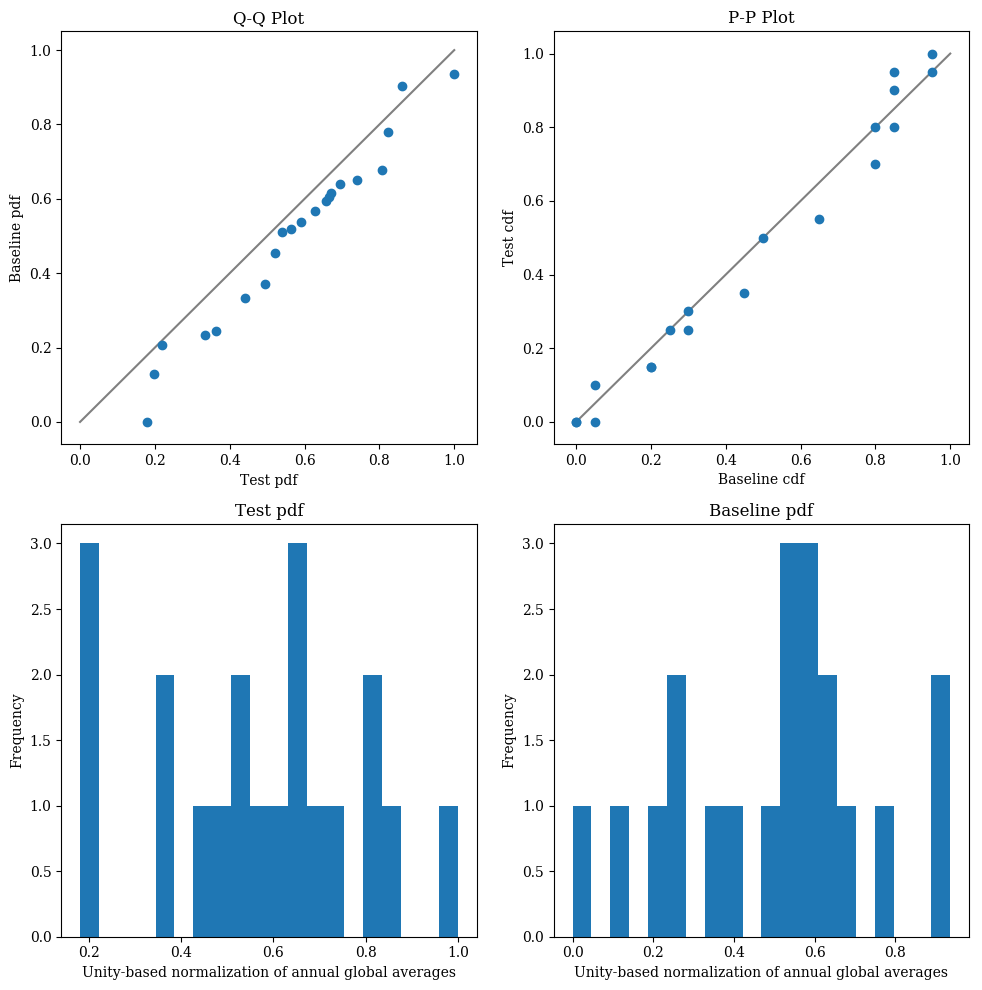 Q-Q Plot
1.0
0.8
0.6
0.4
0.2
0.0
Baseline pdf
0.0 0.2 0.4 0.6 0.8 1.0
Test pdf
P-P Plot
1.0
0.8
0.6
0.4
0.2
0.0
Test cdf
0.0 0.2 0.4 0.6 0.8 1.0
Baseline cdf
Test pdf
3.0
2.5
2.0
1.5
1.0
0.5
0.0
Frequency
0.2 0.4 0.6 0.8 1.0
Unity-based normalization of annual global averages
Baseline pdf
3.0
2.5
2.0
1.5
1.0
0.5
0.0
Frequency
0.0 0.2 0.4 0.6 0.8
Unity-based normalization of annual global averages